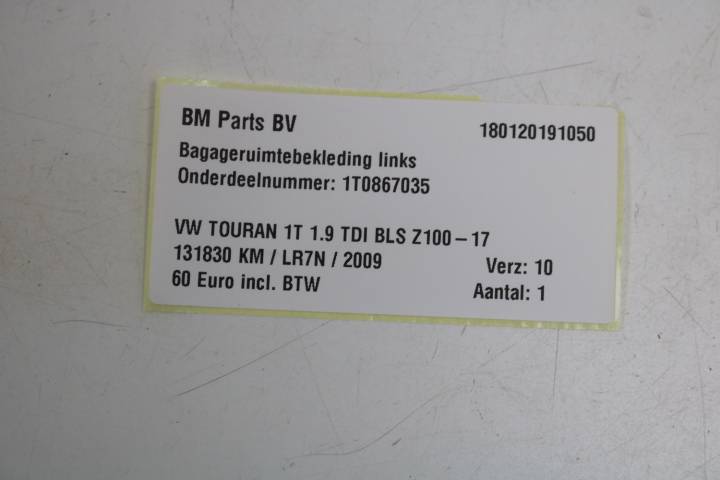 BM Parts BV 180120191050
Bagageruimtebekleding links
Onderdeelnummer: 1T0867035
VW TOURAN 1T 1.9 TDI BLS Z100-17
131830 KM / LR7N / 2009 Verz: 10
60 Euro incl. BTW Aantal: 1